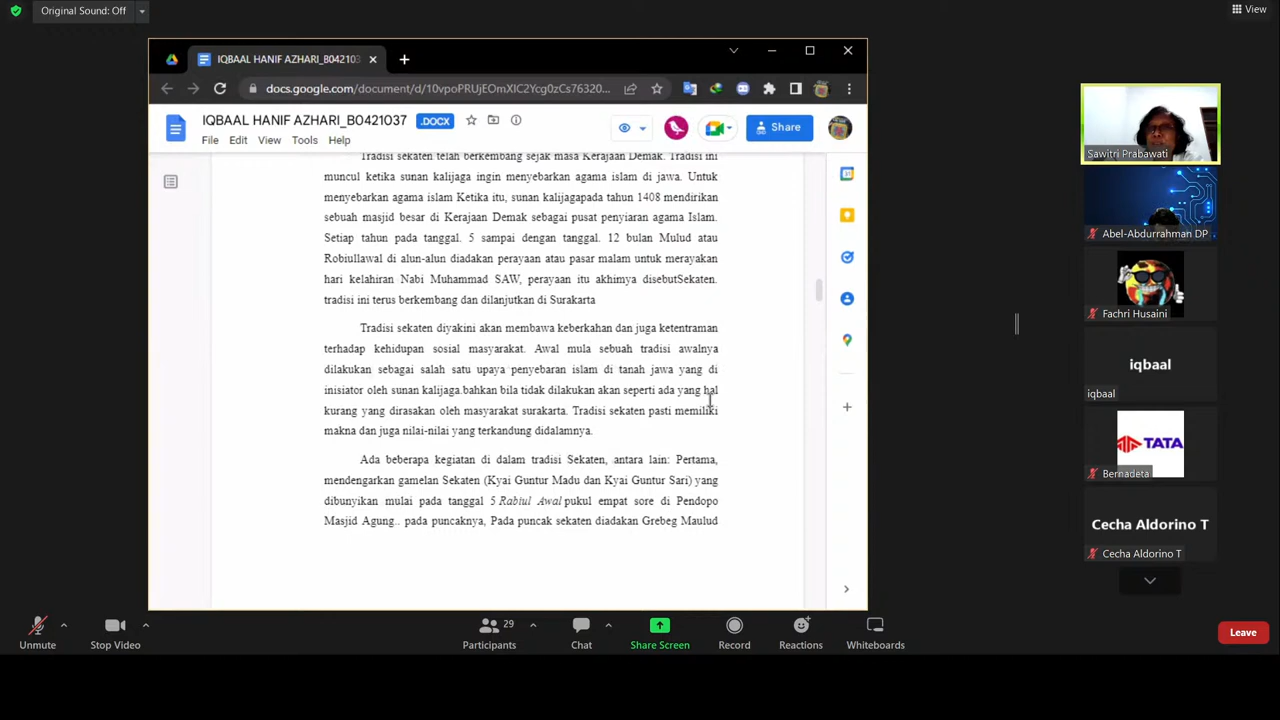 Original Sound: Off
View
IQBAAL HANIF AZHARI_B042103
docs.google.com/document/d/10vpoPRUjEOmXIC2Ycg0zCs76320...
IQBAAL HANIF AZHARI_B0421037
.DOCX
File Edit View Tools Help
Share
Tradisi sekaten telah berkembang sejak masa Kerajaan Demak. Tradisi ini
muncul ketika sunan kalijaga ingin menyebarkan agama islam di jawa. Untuk
menyebarkan agama islam Ketika itu, sunan kalijagapada tahun 1408 mendirikan
sebuah masjid besar di Kerajaan Demak sebagai pusat penyiaran agama Islam.
Setiap tahun pada tanggal. 5 sampai dengan tanggal. 12 bulan Mulud atau
Robiullawal di alun-alun diadakan perayaan atau pasar malam untuk merayakan
hari kelahiran Nabi Muhammad SAW, perayaan itu akhirnya disebutSekaten.
tradisi ini terus berkembang dan dilanjutkan di Surakarta
Tradisi sekaten diyakini akan membawa keberkahan dan juga ketentraman
terhadap kehidupan sosial masyarakat. Awal mula sebuah tradisi awalnya
dilakukan sebagai salah satu upaya penyebaran islam di tanah jawa yang di
inisiator oleh sunan kalijaga.bahkan bila tidak dilakukan akan seperti ada yang hal
kurang yang dirasakan oleh masyarakat surakarta. Tradisi sekaten pasti memiliki
makna dan juga nilai-nilai yang terkandung didalamnya.
Ada beberapa kegiatan di dalam tradisi Sekaten, antara lain: Pertama,
mendengarkan gamelan Sekaten (Kyai Guntur Madu dan Kyai Guntur Sari) yang
dibunyikan mulai pada tanggal 5 Rabiul Awal pukul empat sore di Pendopo
Masjid Agung.. pada puncaknya, Pada puncak sekaten diadakan Grebeg Maulud
Sawitri Prabawati
Abel-Abdurrahman DP
Fachri Husaini
iqbaal
iqbaal
TATA
Bernadeta
Cecha Aldorino T
Cecha Aldorino T
Unmute
Stop Video
Participants
29
Chat
Share Screen
Record
Reactions
Whiteboards
Leave